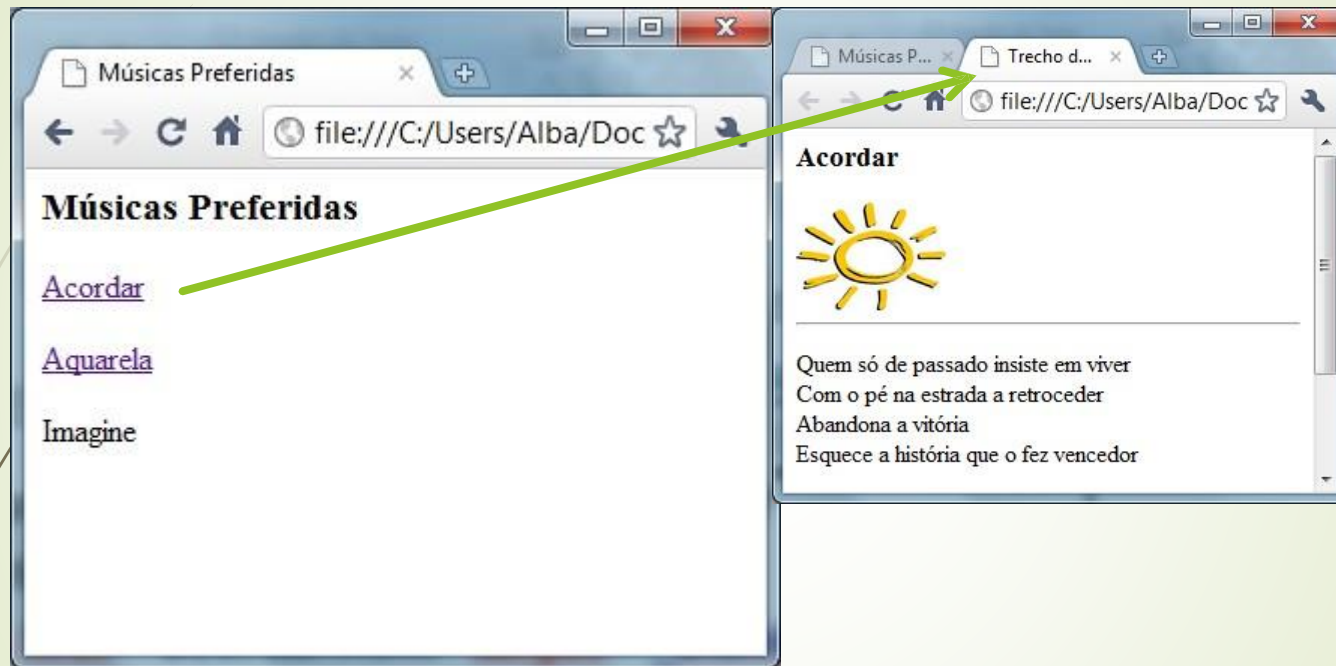 Músicas Preferidas
file:///C:/Users/Alba/Doc
Músicas Preferidas
Acordar
Aquarela
Imagine
Músicas P...
Trecho d...
file:///C:/Users/Alba/Doc
Acordar
Quem só de passado insiste em viver
Com o pé na estrada a retroceder
Abandona a vitória
Esquece a história que o fez vencedor